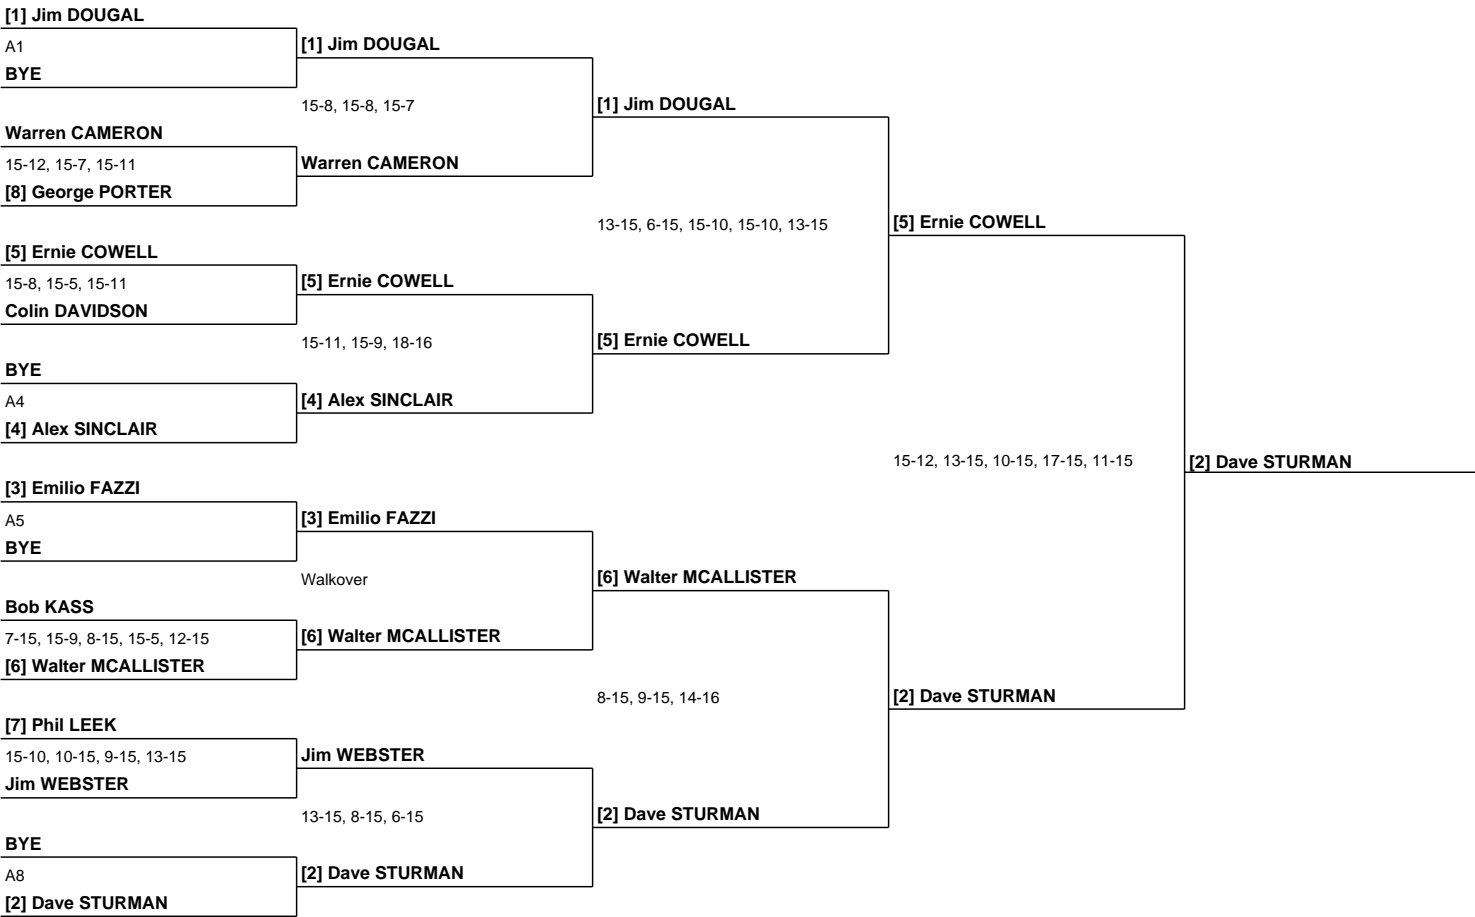 [1] Jim DOUGAL
A1
BYE
Warren CAMERON
15-12, 15-7, 15-11
[8] George PORTER
[5] Ernie COWELL
15-8, 15-5, 15-11
Colin DAVIDSON
BYE
A4
[4] Alex SINCLAIR
[3] Emilio FAZZI
A5
BYE
Bob KASS
7-15, 15-9, 8-15, 15-5, 12-15
[6] Walter MCALLISTER
[7] Phil LEEK
15-10, 10-15, 9-15, 13-15
Jim WEBSTER
BYE
A8
[2] Dave STURMAN
[1] Jim DOUGAL
15-8, 15-8, 15-7
Warren CAMERON
[5] Ernie COWELL
15-11, 15-9, 18-16
[4] Alex SINCLAIR
[3] Emilio FAZZI
Walkover
[6] Walter MCALLISTER
Jim WEBSTER
13-15, 8-15, 6-15
[2] Dave STURMAN
[1] Jim DOUGAL
13-15, 6-15, 15-10, 15-10, 13-15
[5] Ernie COWELL
[6] Walter MCALLISTER
8-15, 9-15, 14-16
[2] Dave STURMAN
[5] Ernie COWELL
15-12, 13-15, 10-15, 17-15, 11-15
[2] Dave STURMAN
[2] Dave STURMAN